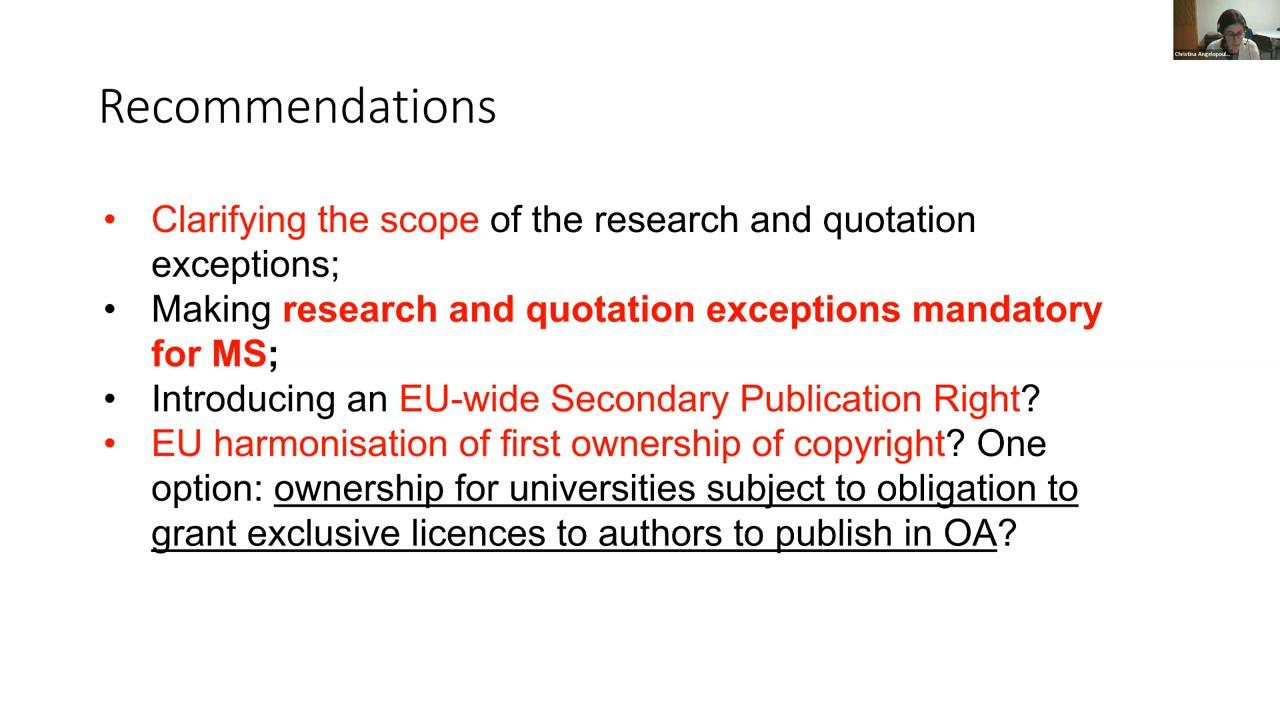 Christina Angelopoul...
Recommendations
• Clarifying the scope of the research and quotation
exceptions;
• Making research and quotation exceptions mandatory
for MS;
• Introducing an EU-wide Secondary Publication Right?
• EU harmonisation of first ownership of copyright? One
option: ownership for universities subject to obligation to
grant exclusive licences to authors to publish in OA?